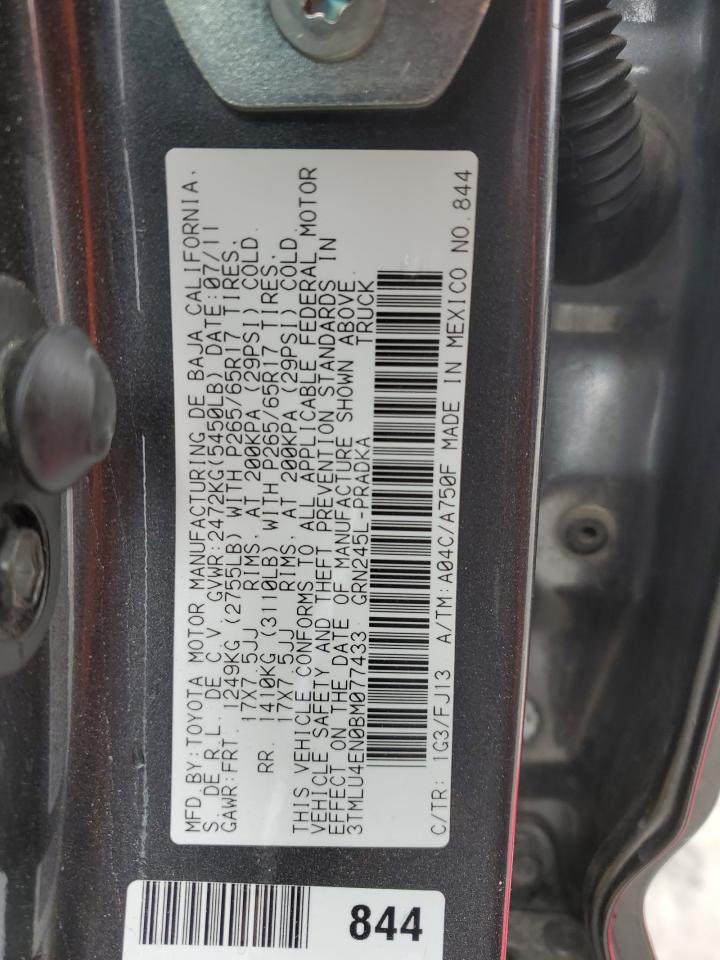 MFD BY:TOYOTA MOTOR MANUFACTURING DE BAJA CALIFORNIA,
S. DE R.L. DE C.V. GVWR:2472KG(5450LB) DATE:07/11
GAWR:FRT. 1249KG (2755LB) WITH P265/65R17 TIRES,
17X7.5JJ RIMS, AT 200KPA (29PSI) COLD.
RR. 1410KG (3110LB) WITH P265/65R17 TIRES,
17X7.5JJ RIMS, AT 200KPA (29PSI) COLD.
THIS VEHICLE CONFORMS TO ALL APPLICABLE FEDERAL MOTOR
VEHICLE SAFETY AND THEFT PREVENTION STANDARDS IN
EFFECT ON THE DATE OF MANUFACTURE SHOWN ABOVE.
3TMLU4EN0BM077433 GRN245L-PRADKA TRUCK
C/TR: 1G3/FJ13 A/TM:A04C/A750F MADE IN MEXICO NO.844
844